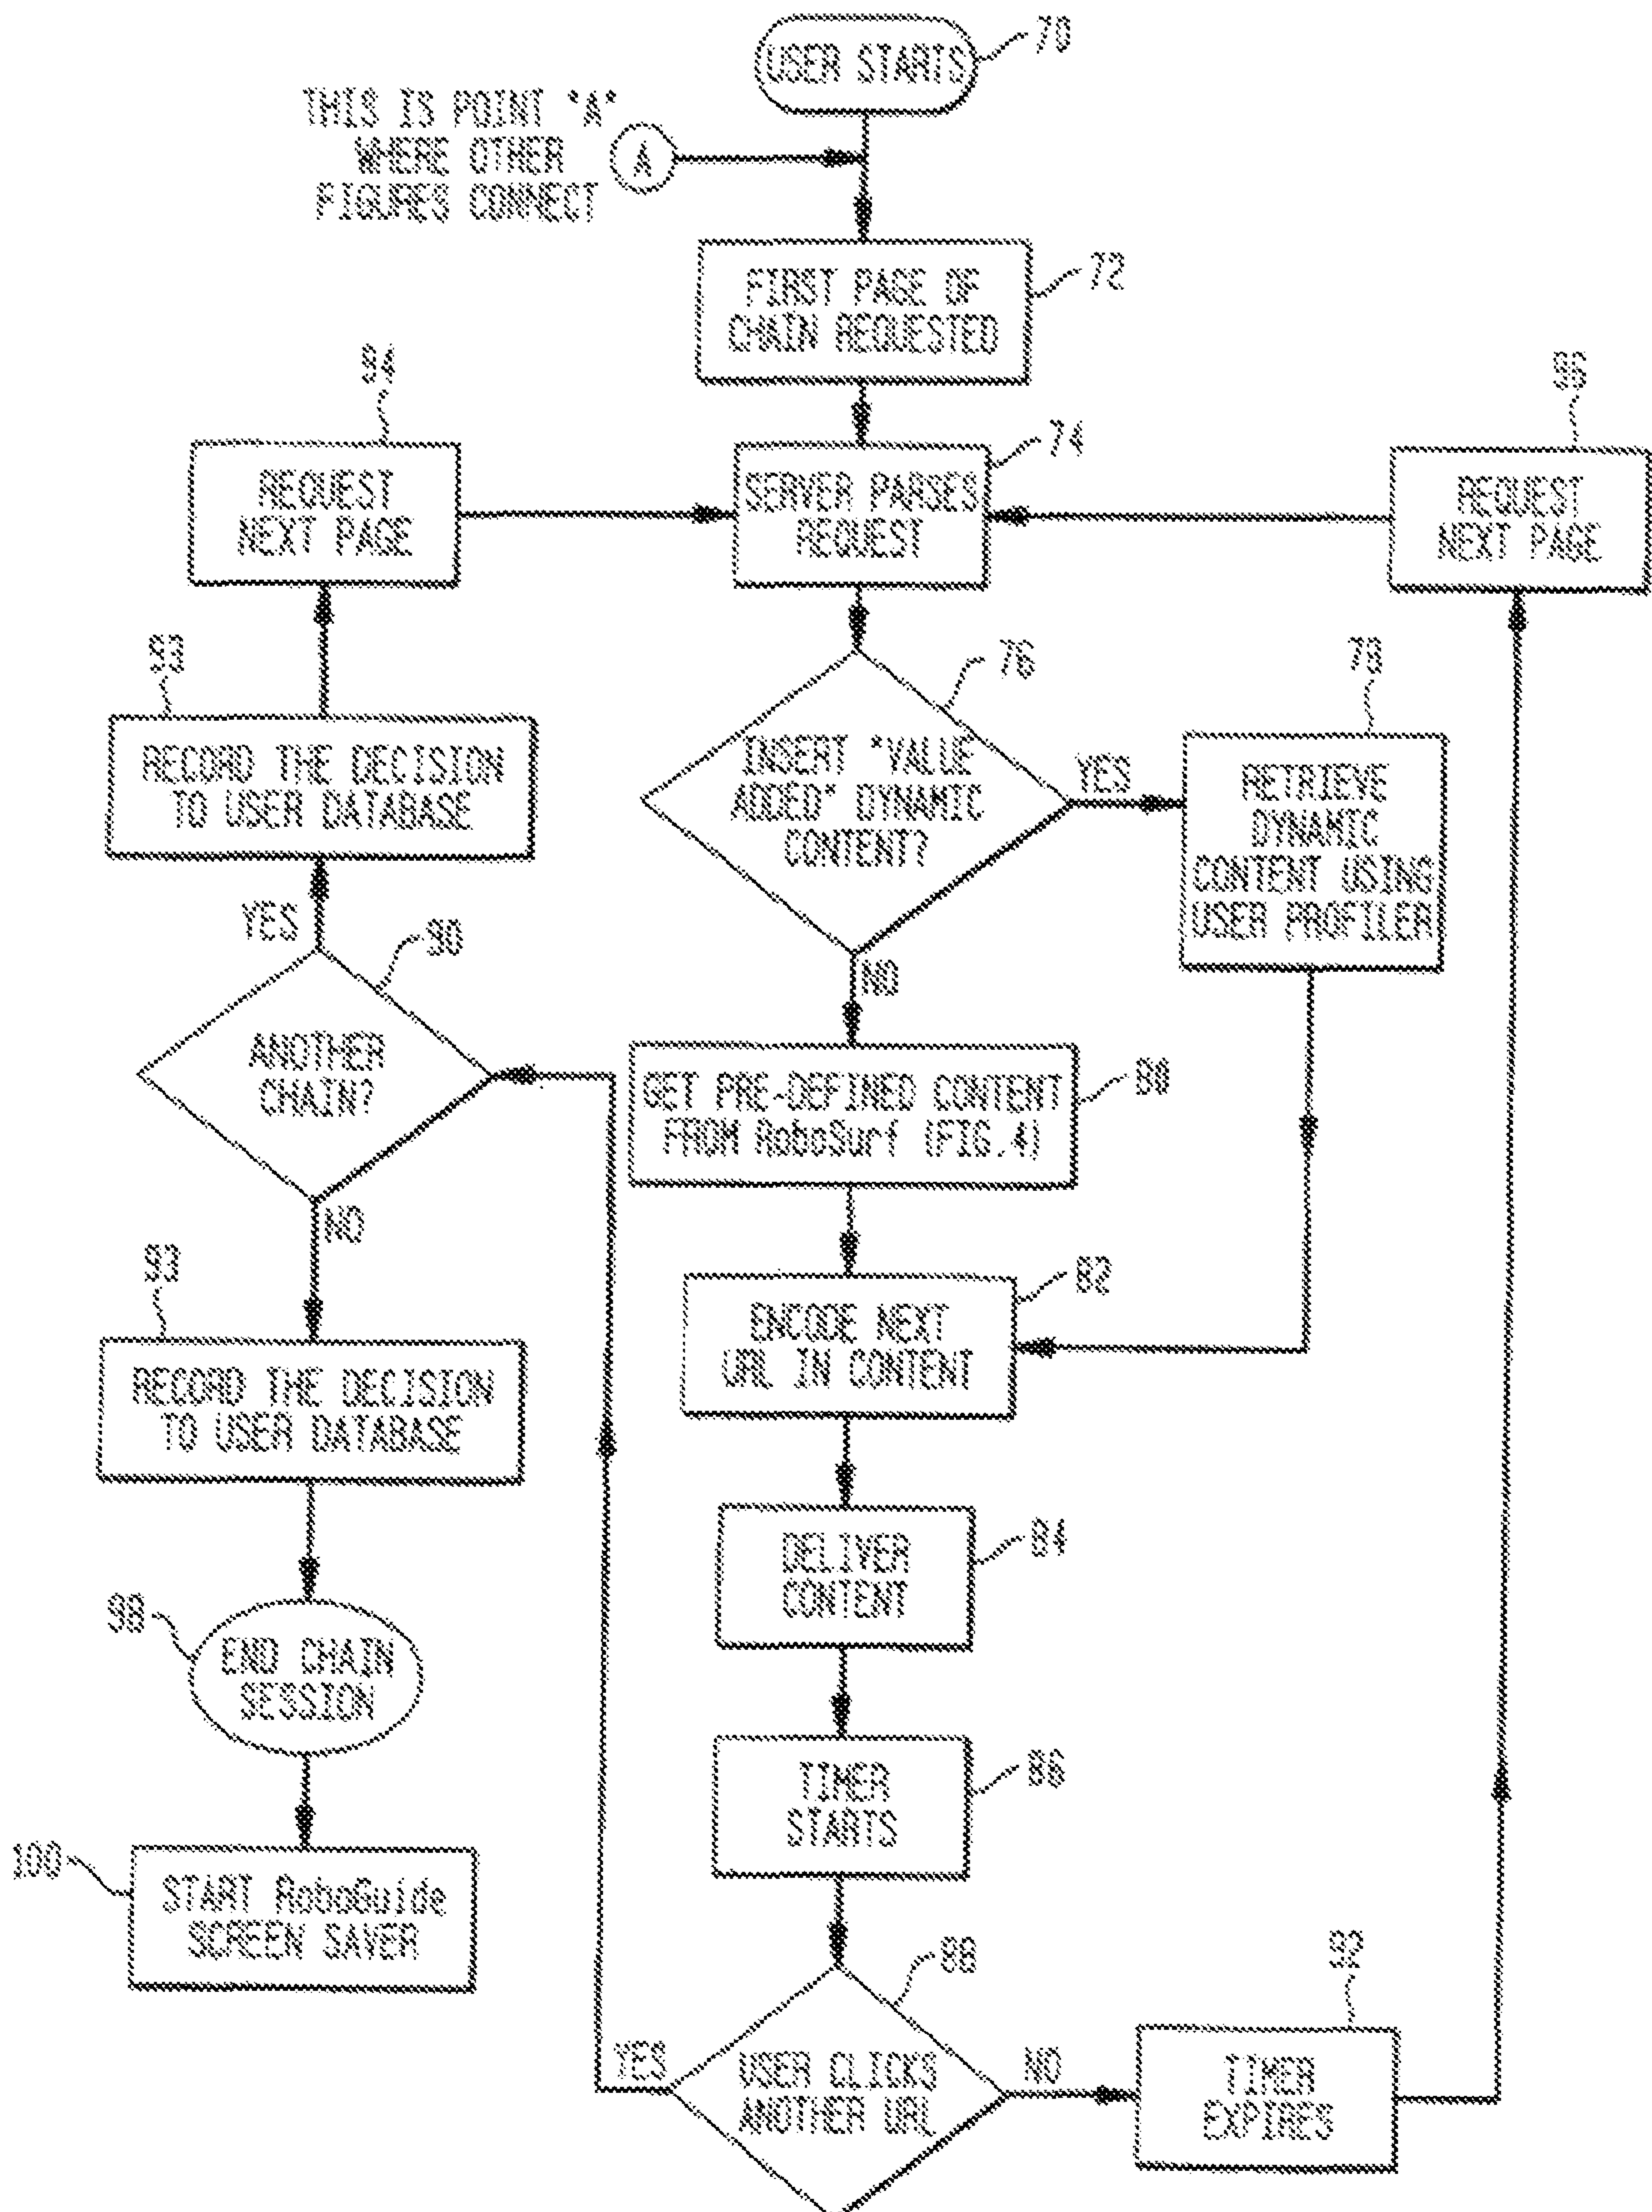 USER STARTS
70
THIS IS POINT "A"
WHERE OTHER
FIGURES CONNECT
A
FIRST PAGE OF
CHAIN REQUESTED
72
94
REQUEST
NEXT PAGE
SERVER PARSES
REQUEST
74
96
REQUEST
NEXT PAGE
93
RECORD THE DECISION
TO USER DATABASE
YES
INSERT "VALUE
ADDED" DYNAMIC
CONTENT?
76
YES
78
RETRIEVE
DYNAMIC
CONTENT USING
USER PROFILER
NO
ANOTHER
CHAIN?
90
NO
GET PRE-DEFINED CONTENT
FROM RoboSurf (FIG.4)
80
93
RECORD THE DECISION
TO USER DATABASE
ENCODE NEXT
URL IN CONTENT
82
DELIVER
CONTENT
84
98
END CHAIN
SESSION
TIMER
STARTS
86
100
START RoboGuide
SCREEN SAVER
YES
USER CLICKS
ANOTHER URL
88
NO
92
TIMER
EXPIRES